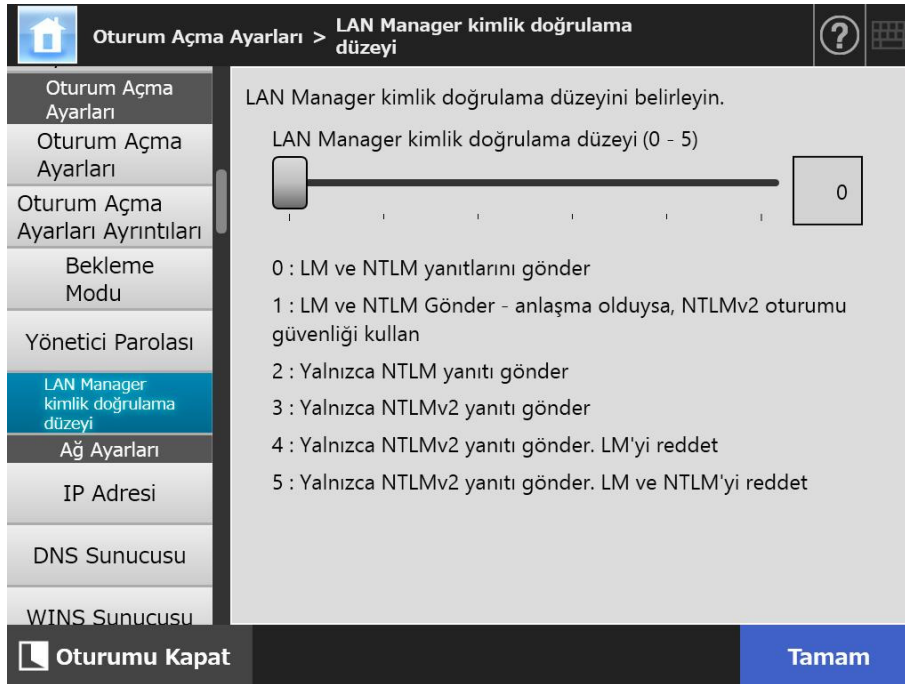 Oturum Açma Ayarları > LAN Manager kimlik doğrulama
düzeyi
Oturum Açma
Ayarları
Oturum Açma
Ayarları
Oturum Açma
Ayarları Ayrıntıları
Bekleme
Modu
Yönetici Parolası
LAN Manager
kimlik doğrulama
düzeyi
Ağ Ayarları
IP Adresi
DNS Sunucusu
WINS Sunucusu
LAN Manager kimlik doğrulama düzeyini belirleyin.
LAN Manager kimlik doğrulama düzeyi (0 - 5)
0
0 : LM ve NTLM yanıtlarını gönder
1 : LM ve NTLM Gönder - anlaşma olduysa, NTLMv2 oturumu
güvenliği kullan
2 : Yalnızca NTLM yanıtı gönder
3 : Yalnızca NTLMv2 yanıtı gönder
4 : Yalnızca NTLMv2 yanıtı gönder. LM'yi reddet
5 : Yalnızca NTLMv2 yanıtı gönder. LM ve NTLM'yi reddet
Oturumu Kapat
Tamam